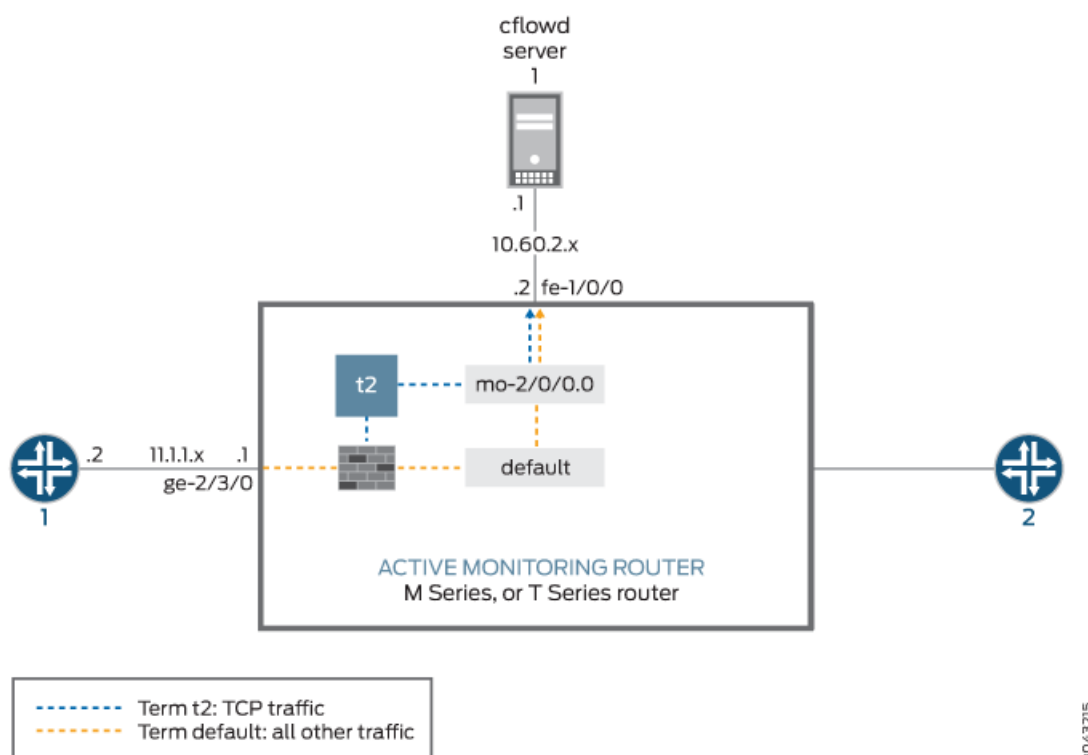 cflowd
server
1
.1
10.60.2.x
.2 fe-1/0/0
t2
mo-2/0/0.0
.2 11.1.1.x .1
ge-2/3/0
default
1
2
ACTIVE MONITORING ROUTER
M Series, or T Series router
Term t2: TCP traffic
Term default: all other traffic